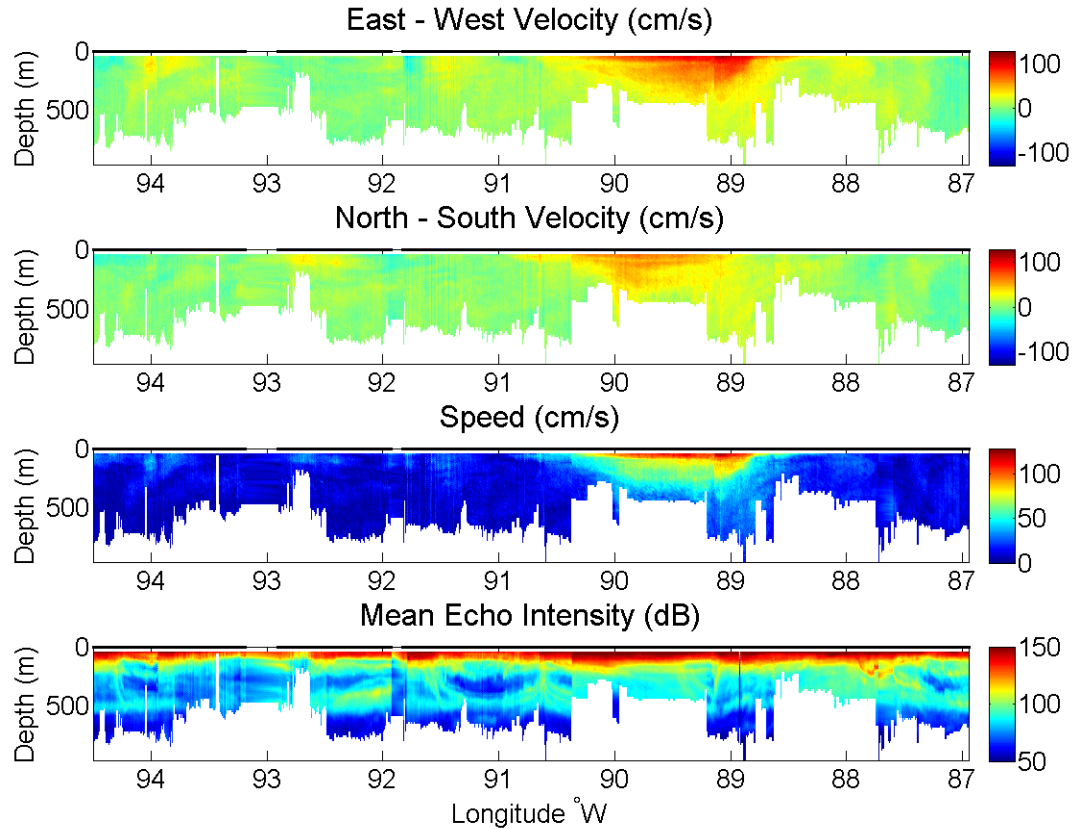 East - West Velocity (cm/s)
Depth (m)
0
500
94 93 92 91 90 89 88 87
100
0
-100
North - South Velocity (cm/s)
Depth (m)
0
500
94 93 92 91 90 89 88 87
100
0
-100
Speed (cm/s)
Depth (m)
0
500
94 93 92 91 90 89 88 87
100
50
0
Mean Echo Intensity (dB)
Depth (m)
0
500
94 93 92 91 90 89 88 87
150
100
50
Longitude °W